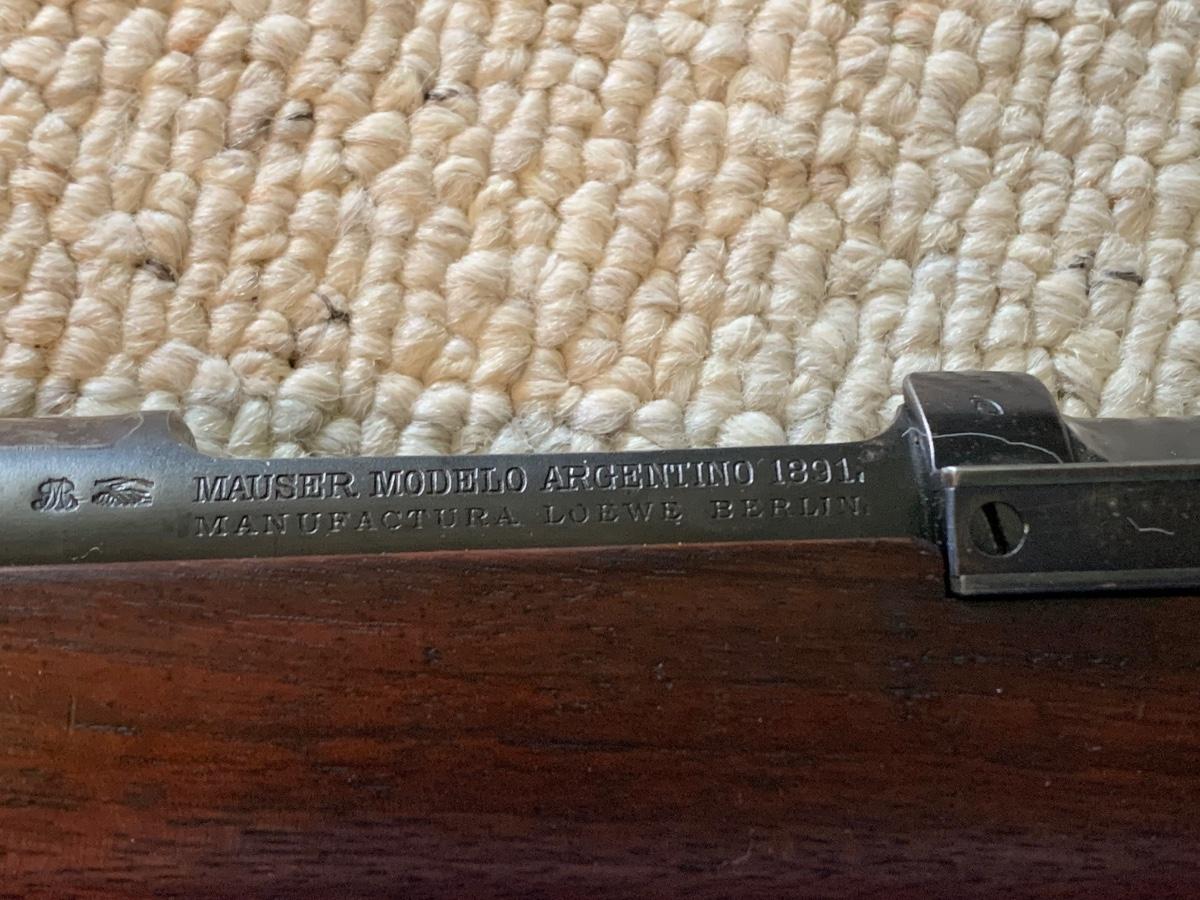 MAUSER MODELO ARGENTINO 1891.
MANUFACTURA LOEWE BERLIN.